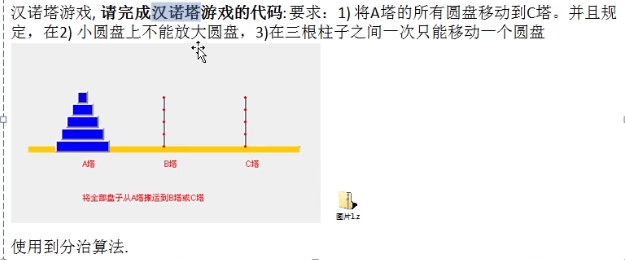 汉诺塔游戏, 请完成汉诺塔游戏的代码: 要求：1) 将A塔的所有圆盘移动到C塔。并且规
定，在2) 小圆盘上不能放大圆盘，3)在三根柱子之间一次只能移动一个圆盘
A塔 B塔 C塔
将全部盘子从A塔搬运到B塔或C塔
图片1.z
使用到分治算法.